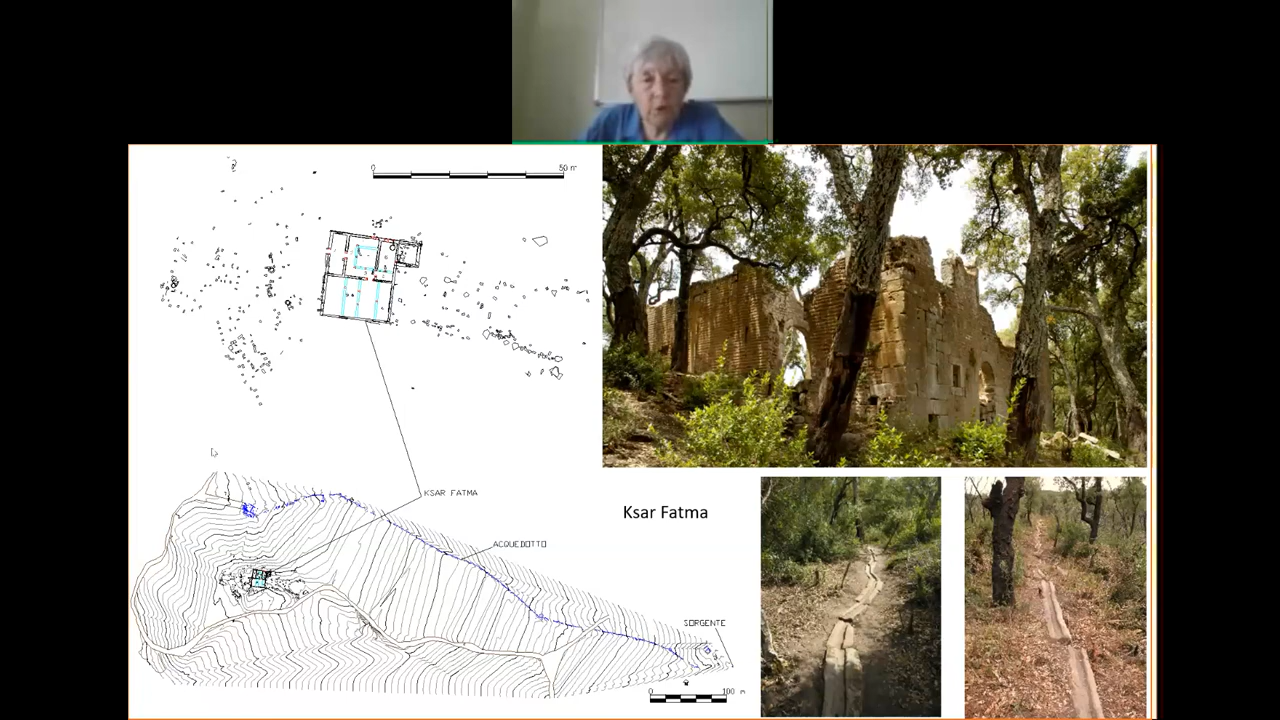 0 50 m
KSAR FATMA
Ksar Fatma
ACQUEDOTTO
SORGENTE
0 100 m